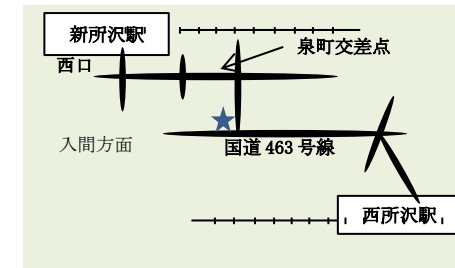 新所沢駅
西口
泉町交差点
入間方面
国道 463 号線
西所沢駅